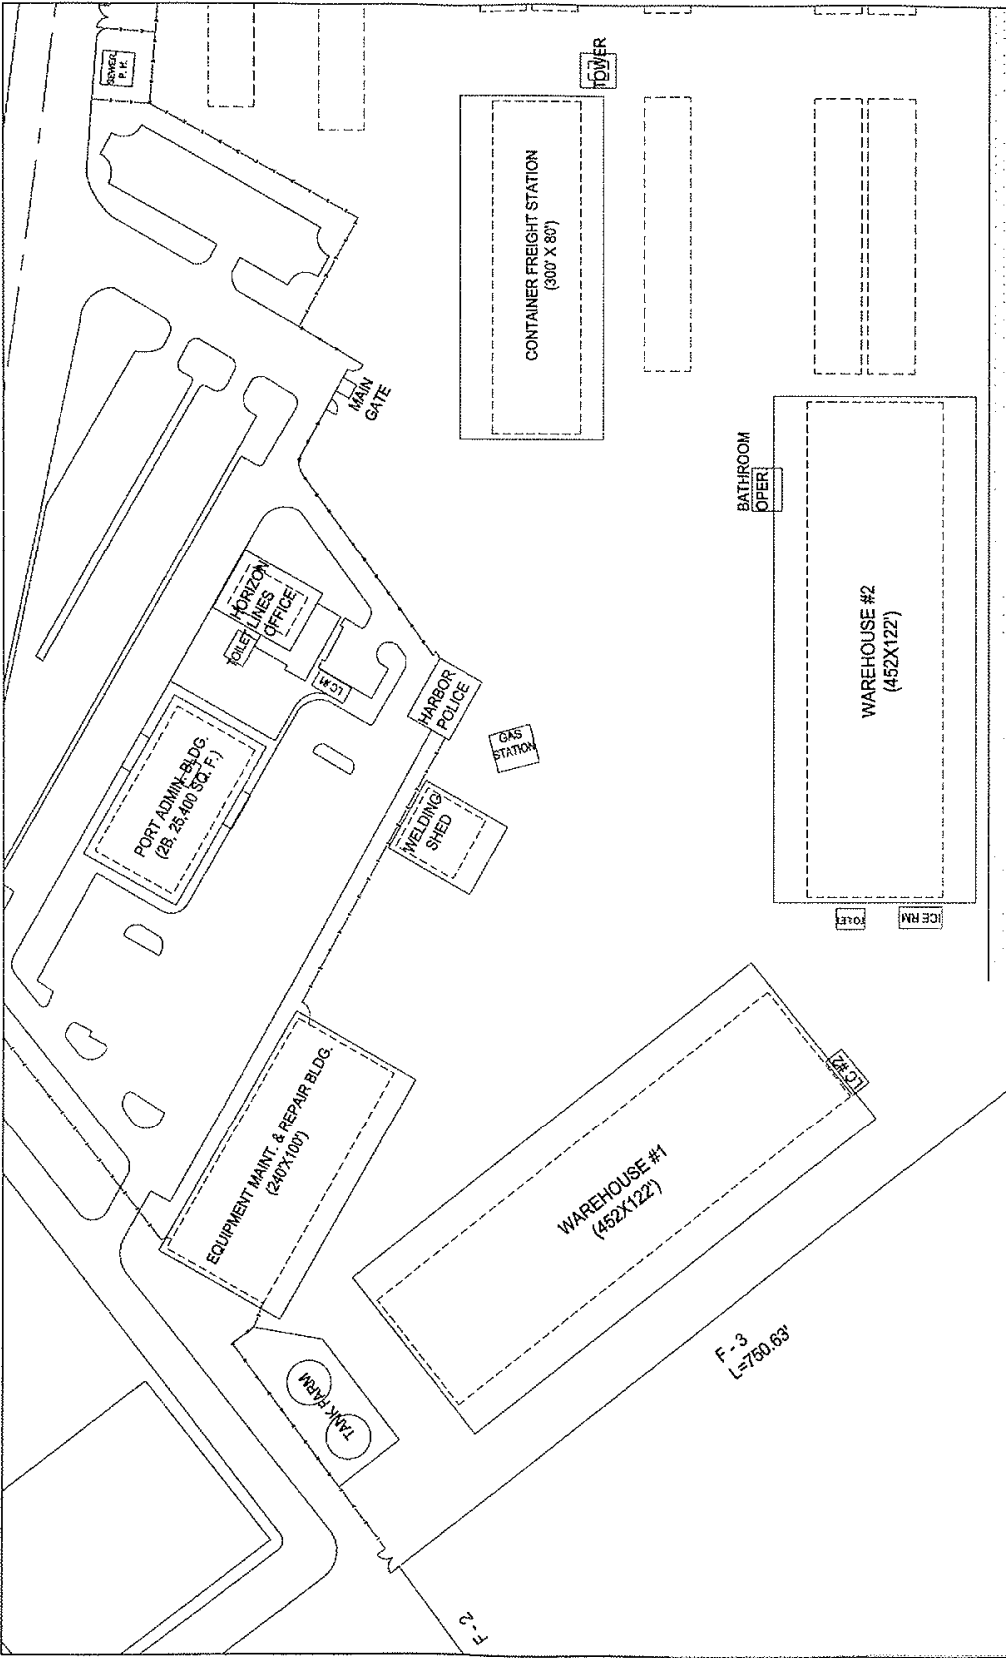 SEWER
P. H.
TOWER
CONTAINER FREIGHT STATION
(300' X 80')
MAIN
GATE
BATHROOM
OPER
HORIZON
LINES
OFFICE
TOILET
LC #1
HARBOR
POLICE
GAS
STATION
PORT ADMIN. BLDG.
(2B, 25,400 SQ. F.)
WELDING
SHED
WAREHOUSE #2
(452X122')
TOILET
ICE RM
EQUIPMENT MAINT. & REPAIR BLDG.
(240'X100')
LC #2
WAREHOUSE #1
(452X122')
TANK FARM
F - 3
L=750.63'
F - 2